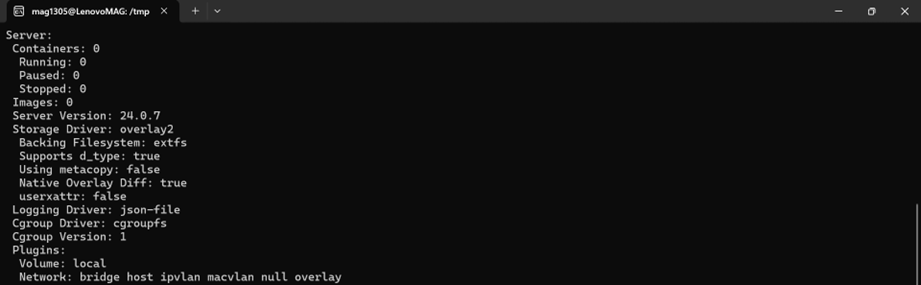 mag1305@LenovoMAG: /tmp
Server:
Containers: 0
Running: 0
Paused: 0
Stopped: 0
Images: 0
Server Version: 24.0.7
Storage Driver: overlay2
Backing Filesystem: extfs
Supports d_type: true
Using metacopy: false
Native Overlay Diff: true
userxattr: false
Logging Driver: json-file
Cgroup Driver: cgroupfs
Cgroup Version: 1
Plugins:
Volume: local
Network: bridge host ipvlan macvlan null overlay